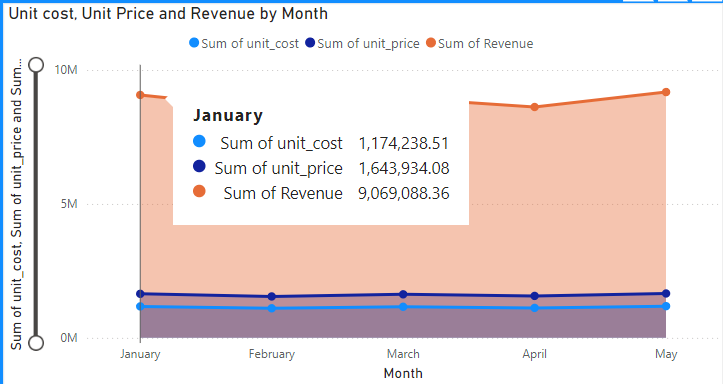 Unit cost, Unit Price and Revenue by Month
Sum of unit_cost Sum of unit_price Sum of Revenue
Sum of unit_cost, Sum of unit_price and Sum...
10M
5M
0M
January
Sum of unit_cost 1,174,238.51
Sum of unit_price 1,643,934.08
Sum of Revenue 9,069,088.36
January February March April May
Month